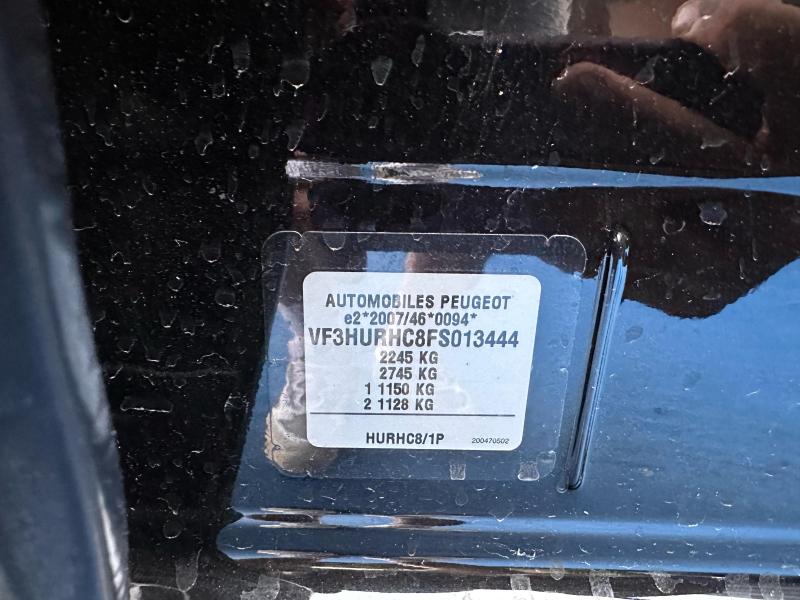 AUTOMOBILES PEUGEOT
e2*2007/46*0094*
VF3HURHC8FS013444
2245 KG
2745 KG
1 1150 KG
2 1128 KG
HURHC8/1P 200470502